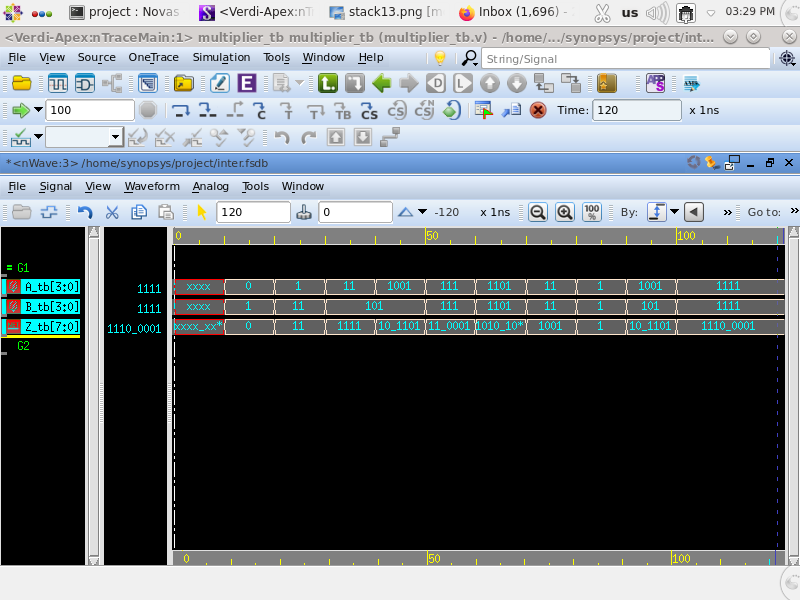 project : Novas
<Verdi-Apex:nT
stack13.png [m
Inbox (1,696) -
us
03:29 PM
<Verdi-Apex:nTraceMain:1> multiplier_tb multiplier_tb (multiplier_tb.v) - /home/.../synopsys/project/int...
File View Source OneTrace Simulation Tools Window Help
String/Signal
100
Time: 120 x 1ns
*<nWave:3> /home/synopsys/project/inter.fsdb
File Signal View Waveform Analog Tools Window
120 0 -120 x 1ns 100% By: » Go to: »
0 50 100
G1
A_tb[3:0] 1111 xxxx 0 1 11 1001 111 1101 11 1 1001 1111
B_tb[3:0] 1111 xxxx 1 11 101 111 1101 11 1 101 1111
Z_tb[7:0] 1110_0001 xxxx_xx* 0 11 1111 10_1101 11_0001 1010_10* 1001 1 10_1101 1110_0001
G2
0 50 100